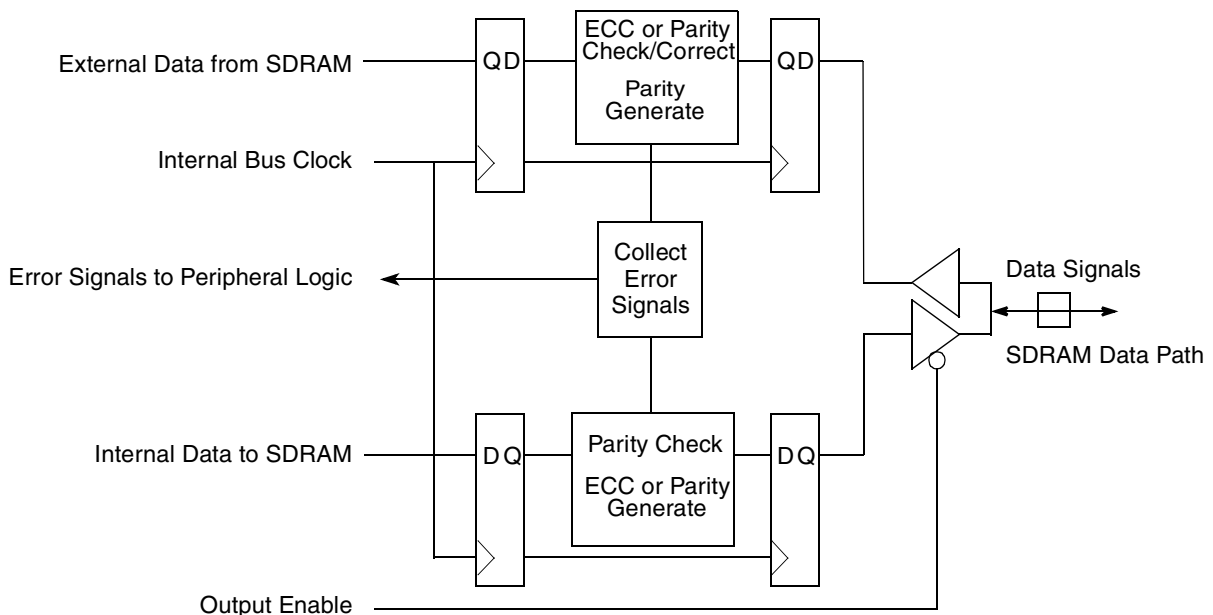 External Data from SDRAM
QD
ECC or Parity
Check/Correct
Parity
Generate
QD
Internal Bus Clock
Error Signals to Peripheral Logic
Collect
Error
Signals
Data Signals
SDRAM Data Path
Internal Data to SDRAM
DQ
Parity Check
ECC or Parity
Generate
DQ
Output Enable